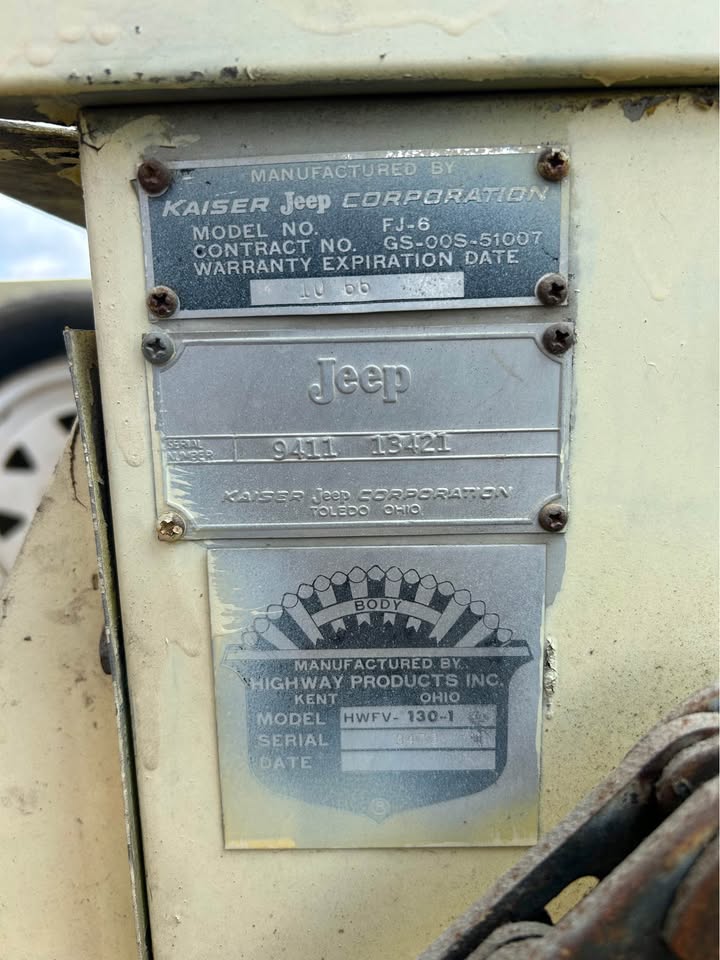 MANUFACTURED BY
KAISER Jeep CORPORATION
MODEL NO. FJ-6
CONTRACT NO. GS-00S-51007
WARRANTY EXPIRATION DATE
10 66
Jeep
SERIAL NUMBER 9411 13421
KAISER Jeep CORPORATION
TOLEDO OHIO
BODY
MANUFACTURED BY
HIGHWAY PRODUCTS INC.
KENT OHIO
MODEL HWFV- 130-1
SERIAL
DATE